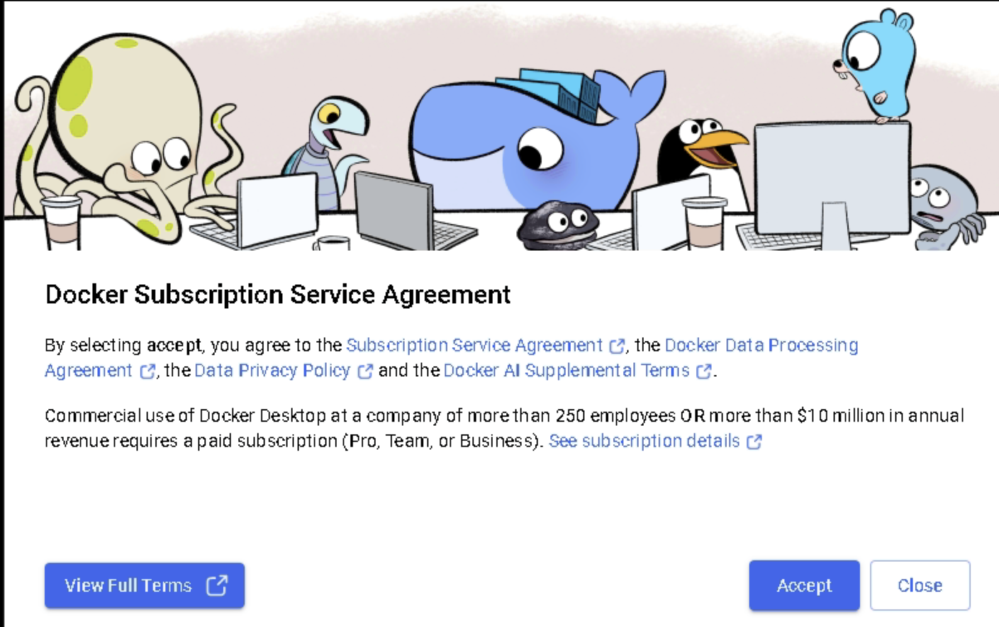 Docker Subscription Service Agreement
By selecting accept, you agree to the Subscription Service Agreement, the Docker Data Processing
Agreement, the Data Privacy Policy and the Docker AI Supplemental Terms.
Commercial use of Docker Desktop at a company of more than 250 employees OR more than $10 million in annual
revenue requires a paid subscription (Pro, Team, or Business). See subscription details
View Full Terms
Accept
Close